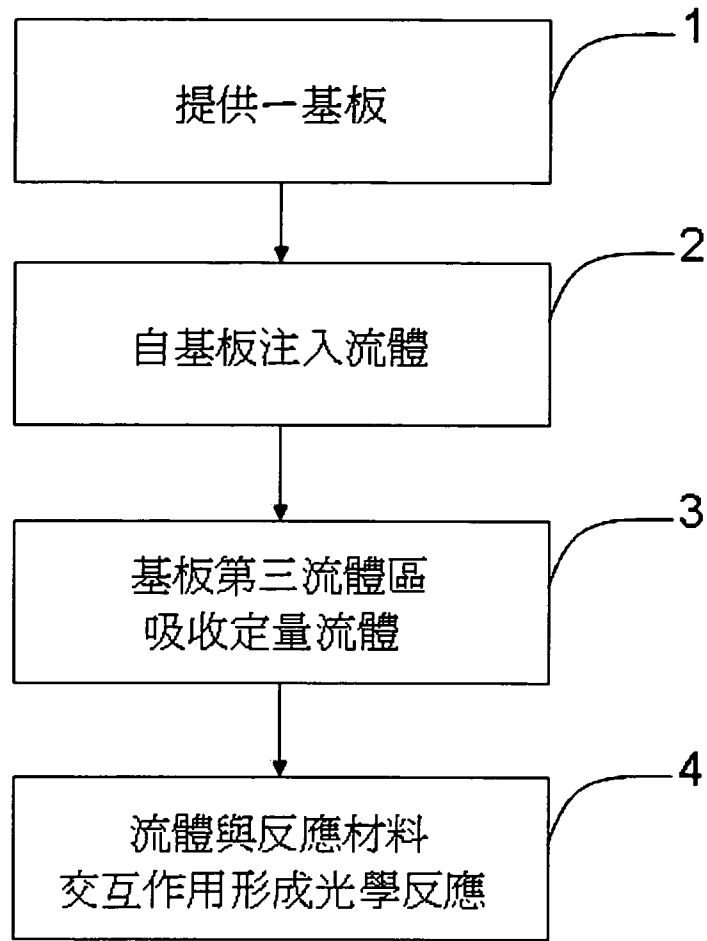 1
提供一基板
2
自基板注入流體
3
基板第三流體區
吸收定量流體
4
流體與反應材料
交互作用形成光學反應